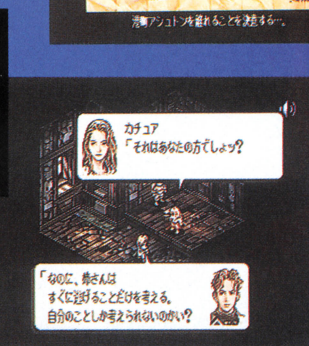 港町アシュトンを離れることを決意する…。
カチュア
「それはあなたの方でしょッ?
「なのに、姉さんは
すぐに逃げることだけを考える。
自分のことしか考えられないのかい?